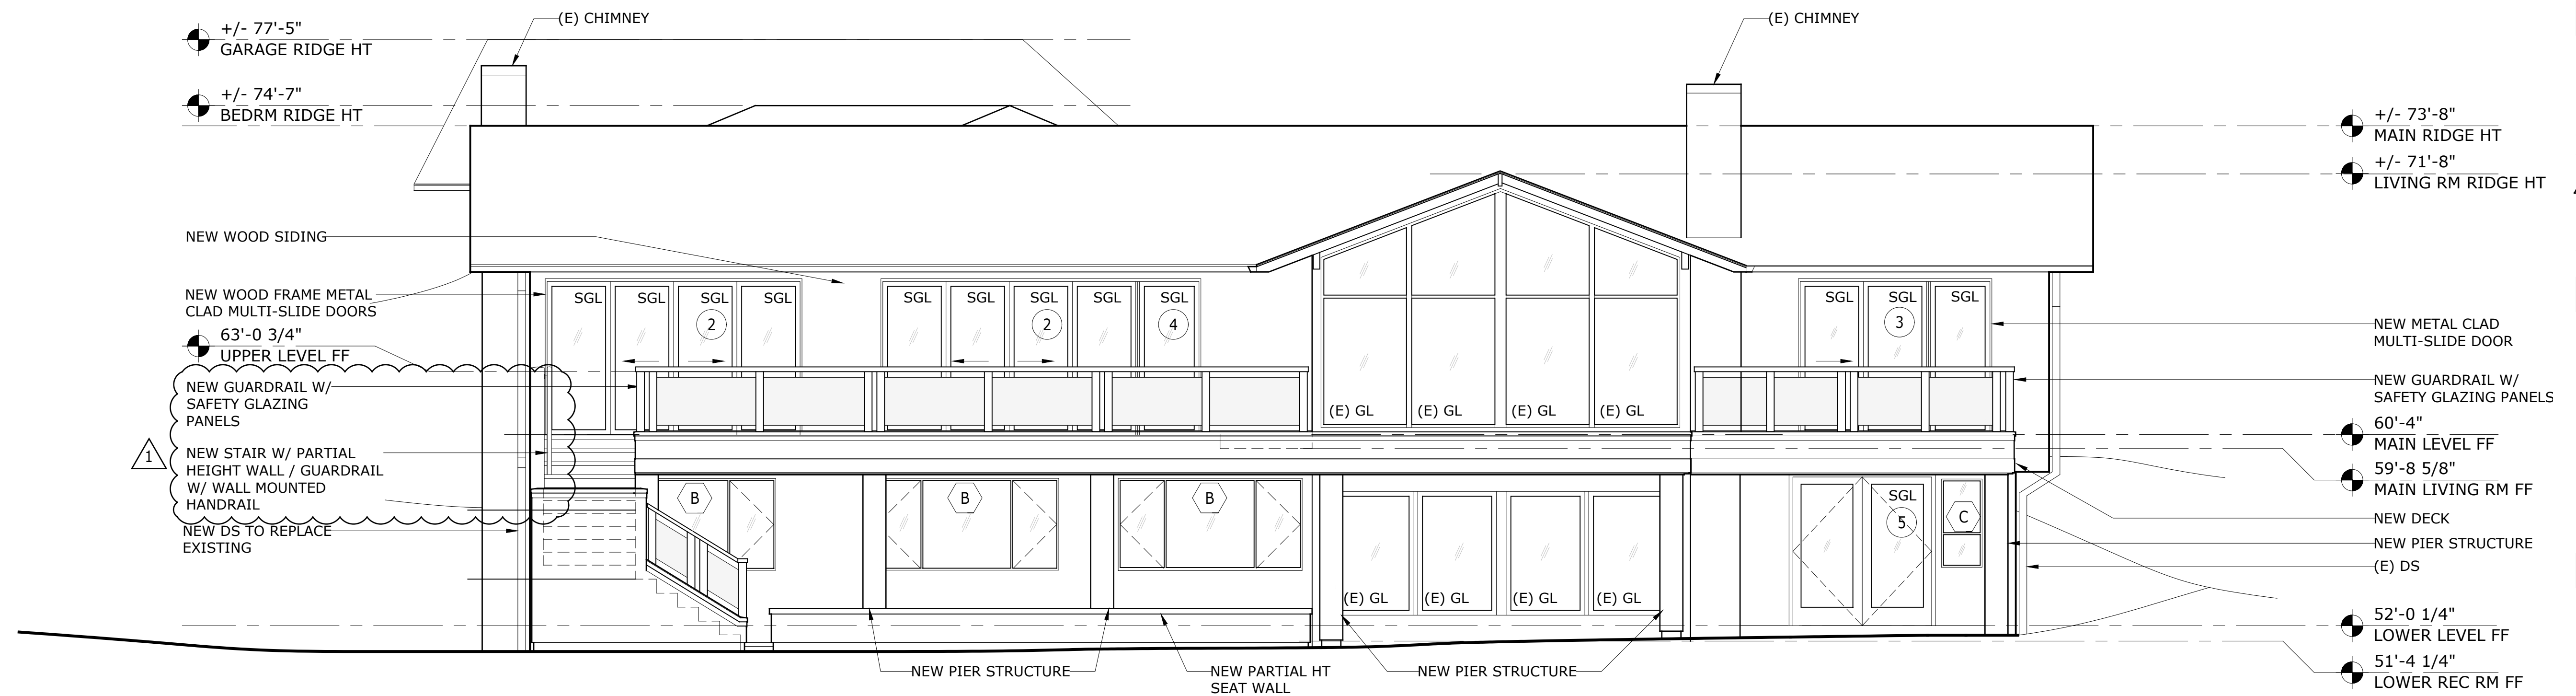 (E) CHIMNEY
(E) CHIMNEY
+/- 77'-5"
GARAGE RIDGE HT
+/- 74'-7"
BEDRM RIDGE HT
+/- 73'-8"
MAIN RIDGE HT
+/- 71'-8"
LIVING RM RIDGE HT
NEW WOOD SIDING
NEW WOOD FRAME METAL
CLAD MULTI-SLIDE DOORS
63'-0 3/4"
UPPER LEVEL FF
NEW GUARDRAIL W/
SAFETY GLAZING
PANELS
1
NEW STAIR W/ PARTIAL
HEIGHT WALL / GUARDRAIL
W/ WALL MOUNTED
HANDRAIL
NEW DS TO REPLACE
EXISTING
SGL SGL SGL SGL
2
SGL SGL SGL SGL SGL
2 4
SGL SGL SGL
3
(E) GL (E) GL (E) GL (E) GL
B B B
SGL
5
C
(E) GL (E) GL (E) GL (E) GL
NEW METAL CLAD
MULTI-SLIDE DOOR
NEW GUARDRAIL W/
SAFETY GLAZING PANELS
60'-4"
MAIN LEVEL FF
59'-8 5/8"
MAIN LIVING RM FF
NEW DECK
NEW PIER STRUCTURE
(E) DS
52'-0 1/4"
LOWER LEVEL FF
51'-4 1/4"
LOWER REC RM FF
NEW PIER STRUCTURE
NEW PARTIAL HT
SEAT WALL
NEW PIER STRUCTURE